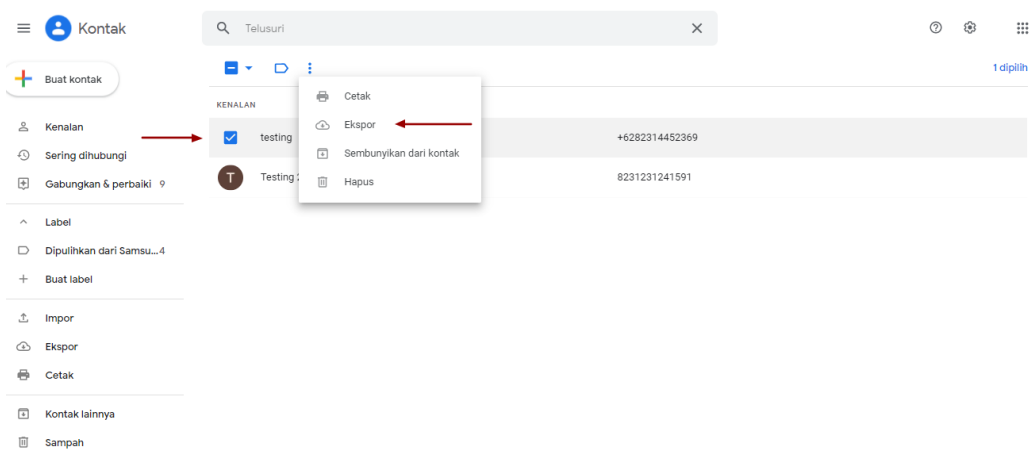 Kontak
Telusuri
Buat kontak
1 dipilih
Cetak
KENALAN
Ekspor
Kenalan
testing
+6282314452369
Sering dihubungi
Sembunyikan dari kontak
Gabungkan & perbaiki 9
T
Testing
8231231241591
Hapus
Label
Dipulihkan dari Samsu... 4
Buat label
Impor
Ekspor
Cetak
Kontak lainnya
Sampah